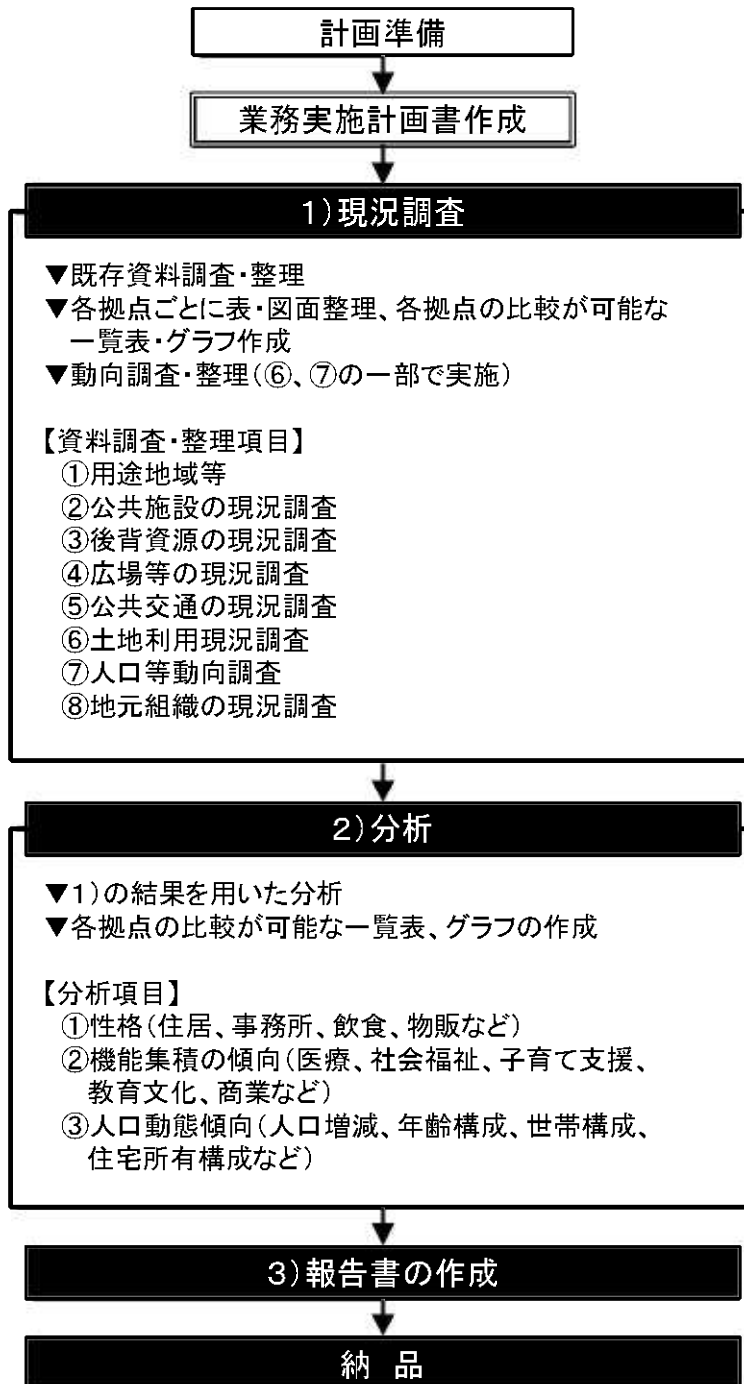 計画準備
業務実施計画書作成
1)現況調査
▼既存資料調査・整理
▼各拠点ごとに表・図面整理、各拠点の比較が可能な
一覧表・グラフ作成
▼動向調査・整理(⑥、⑦の一部で実施)
【資料調査・整理項目】
①用途地域等
②公共施設の現況調査
③後背資源の現況調査
④広場等の現況調査
⑤公共交通の現況調査
⑥土地利用現況調査
⑦人口等動向調査
⑧地元組織の現況調査
2)分析
▼1)の結果を用いた分析
▼各拠点の比較が可能な一覧表、グラフの作成
【分析項目】
①性格(住居、事務所、飲食、物販など)
②機能集積の傾向(医療、社会福祉、子育て支援、
教育文化、商業など)
③人口動態傾向(人口増減、年齢構成、世帯構成、
住宅所有構成など)
3)報告書の作成
納 品